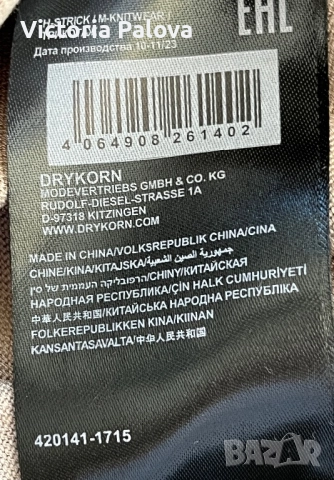 H-STRICK / M-KNITWEAR
Victoria Palova
EAC
Дата производства 10-11/23
4 064908 261402
DRYKORN
MODEVERTRIEBS GMBH & CO. KG
RUDOLF-DIESEL-STRASSE 1A
D-97318 KITZINGEN
WWW.DRYKORN.COM
MADE IN CHINA/VOLKSREPUBLIK CHINA/CINA
CHINE/KINA/KITAJSKA/جمهورية الصين الشعبية
הרפובליקה העממית של סין/CHINY/КИТАЙСКАЯ
НАРОДНАЯ РЕСПУБЛИКА/ÇİN HALK CUMHURİYETİ
中華人民共和国/КИТАЙСЬКА НАРОДНА РЕСПУБЛІКА
FOLKEREPUBLIKKEN KINA/KIINAN
KANSANTASAVALTA/中华人民共和国
420141-1715
BAZAR